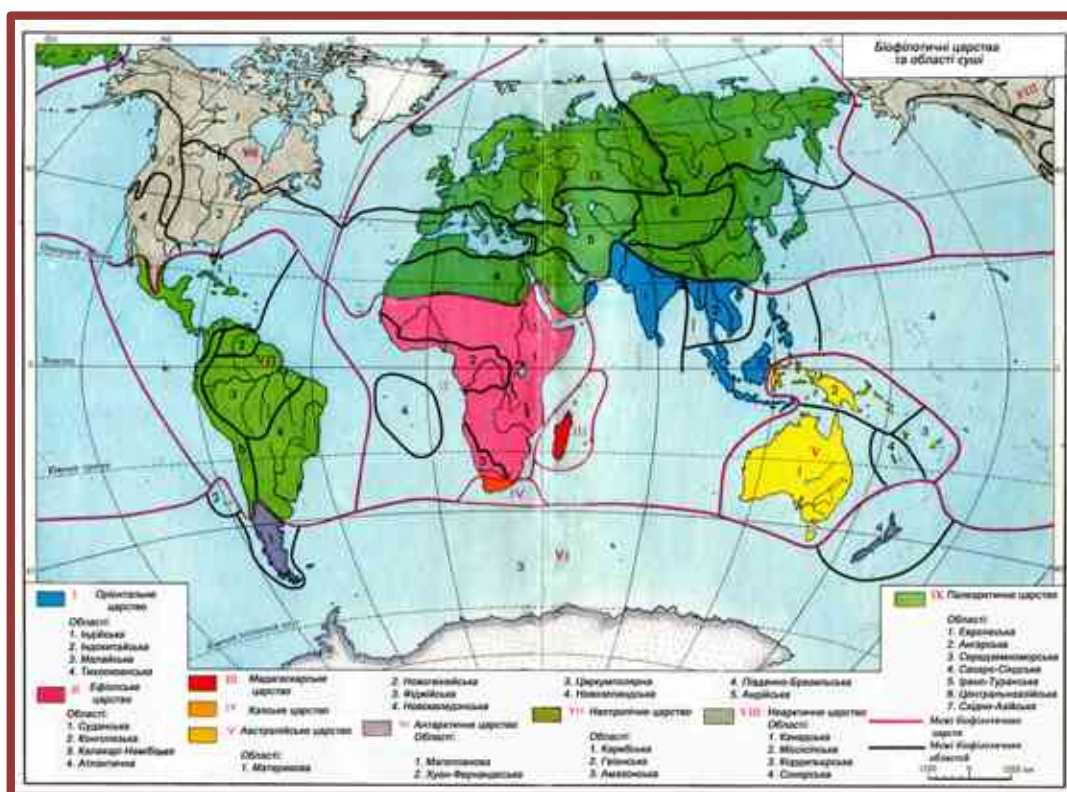 Біофілотичні царства
та області суші
I Орієнтальне
царство
Області:
1. Індійська
2. Індокитайська
3. Малайська
4. Тихоокеанська
II Ефіопське
царство
Області:
1. Суданська
2. Конголезька
3. Калахарі-Намібійська
4. Атлантична
III Мадагаскарське
царство
IV Капське царство
V Австралійське царство
Області:
1. Материкова
2. Новогвінейська
3. Фіджійська
4. Новокаледонська
VI Антарктичне царство
Області:
1. Магелланова
2. Хуан-Фернандеська
3. Циркумполярна
4. Новозеландська
VII Неотропічне царство
Області:
1. Карибська
2. Гвіанська
3. Амазонська
4. Південно-Бразильська
5. Андійська
VIII Неарктичне царство
Області:
1. Канадська
2. Міссісіпська
3. Кордильєрська
4. Сонорська
IX Палеарктичне царство
Області:
1. Європейська
2. Ангарська
3. Середземноморська
4. Сахаро-Сіндська
5. Ірано-Туранська
6. Центральноазійська
7. Східно-Азійська
Межі біофілотичних
царств
Межі біофілотичних
областей